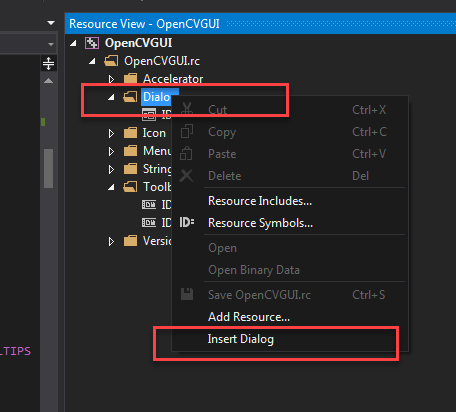 Resource View - OpenCVGUI
OpenCVGUI
OpenCVGUI.rc
Accelerator
Dialo
ID
Icon
Menu
String
Toolb
ID
ID
Versio
Cut Ctrl+X
Copy Ctrl+C
Paste Ctrl+V
Delete Del
Resource Includes...
ID= Resource Symbols...
Open
Open Binary Data
Save OpenCVGUI.rc Ctrl+S
Add Resource...
Insert Dialog
LTIPS